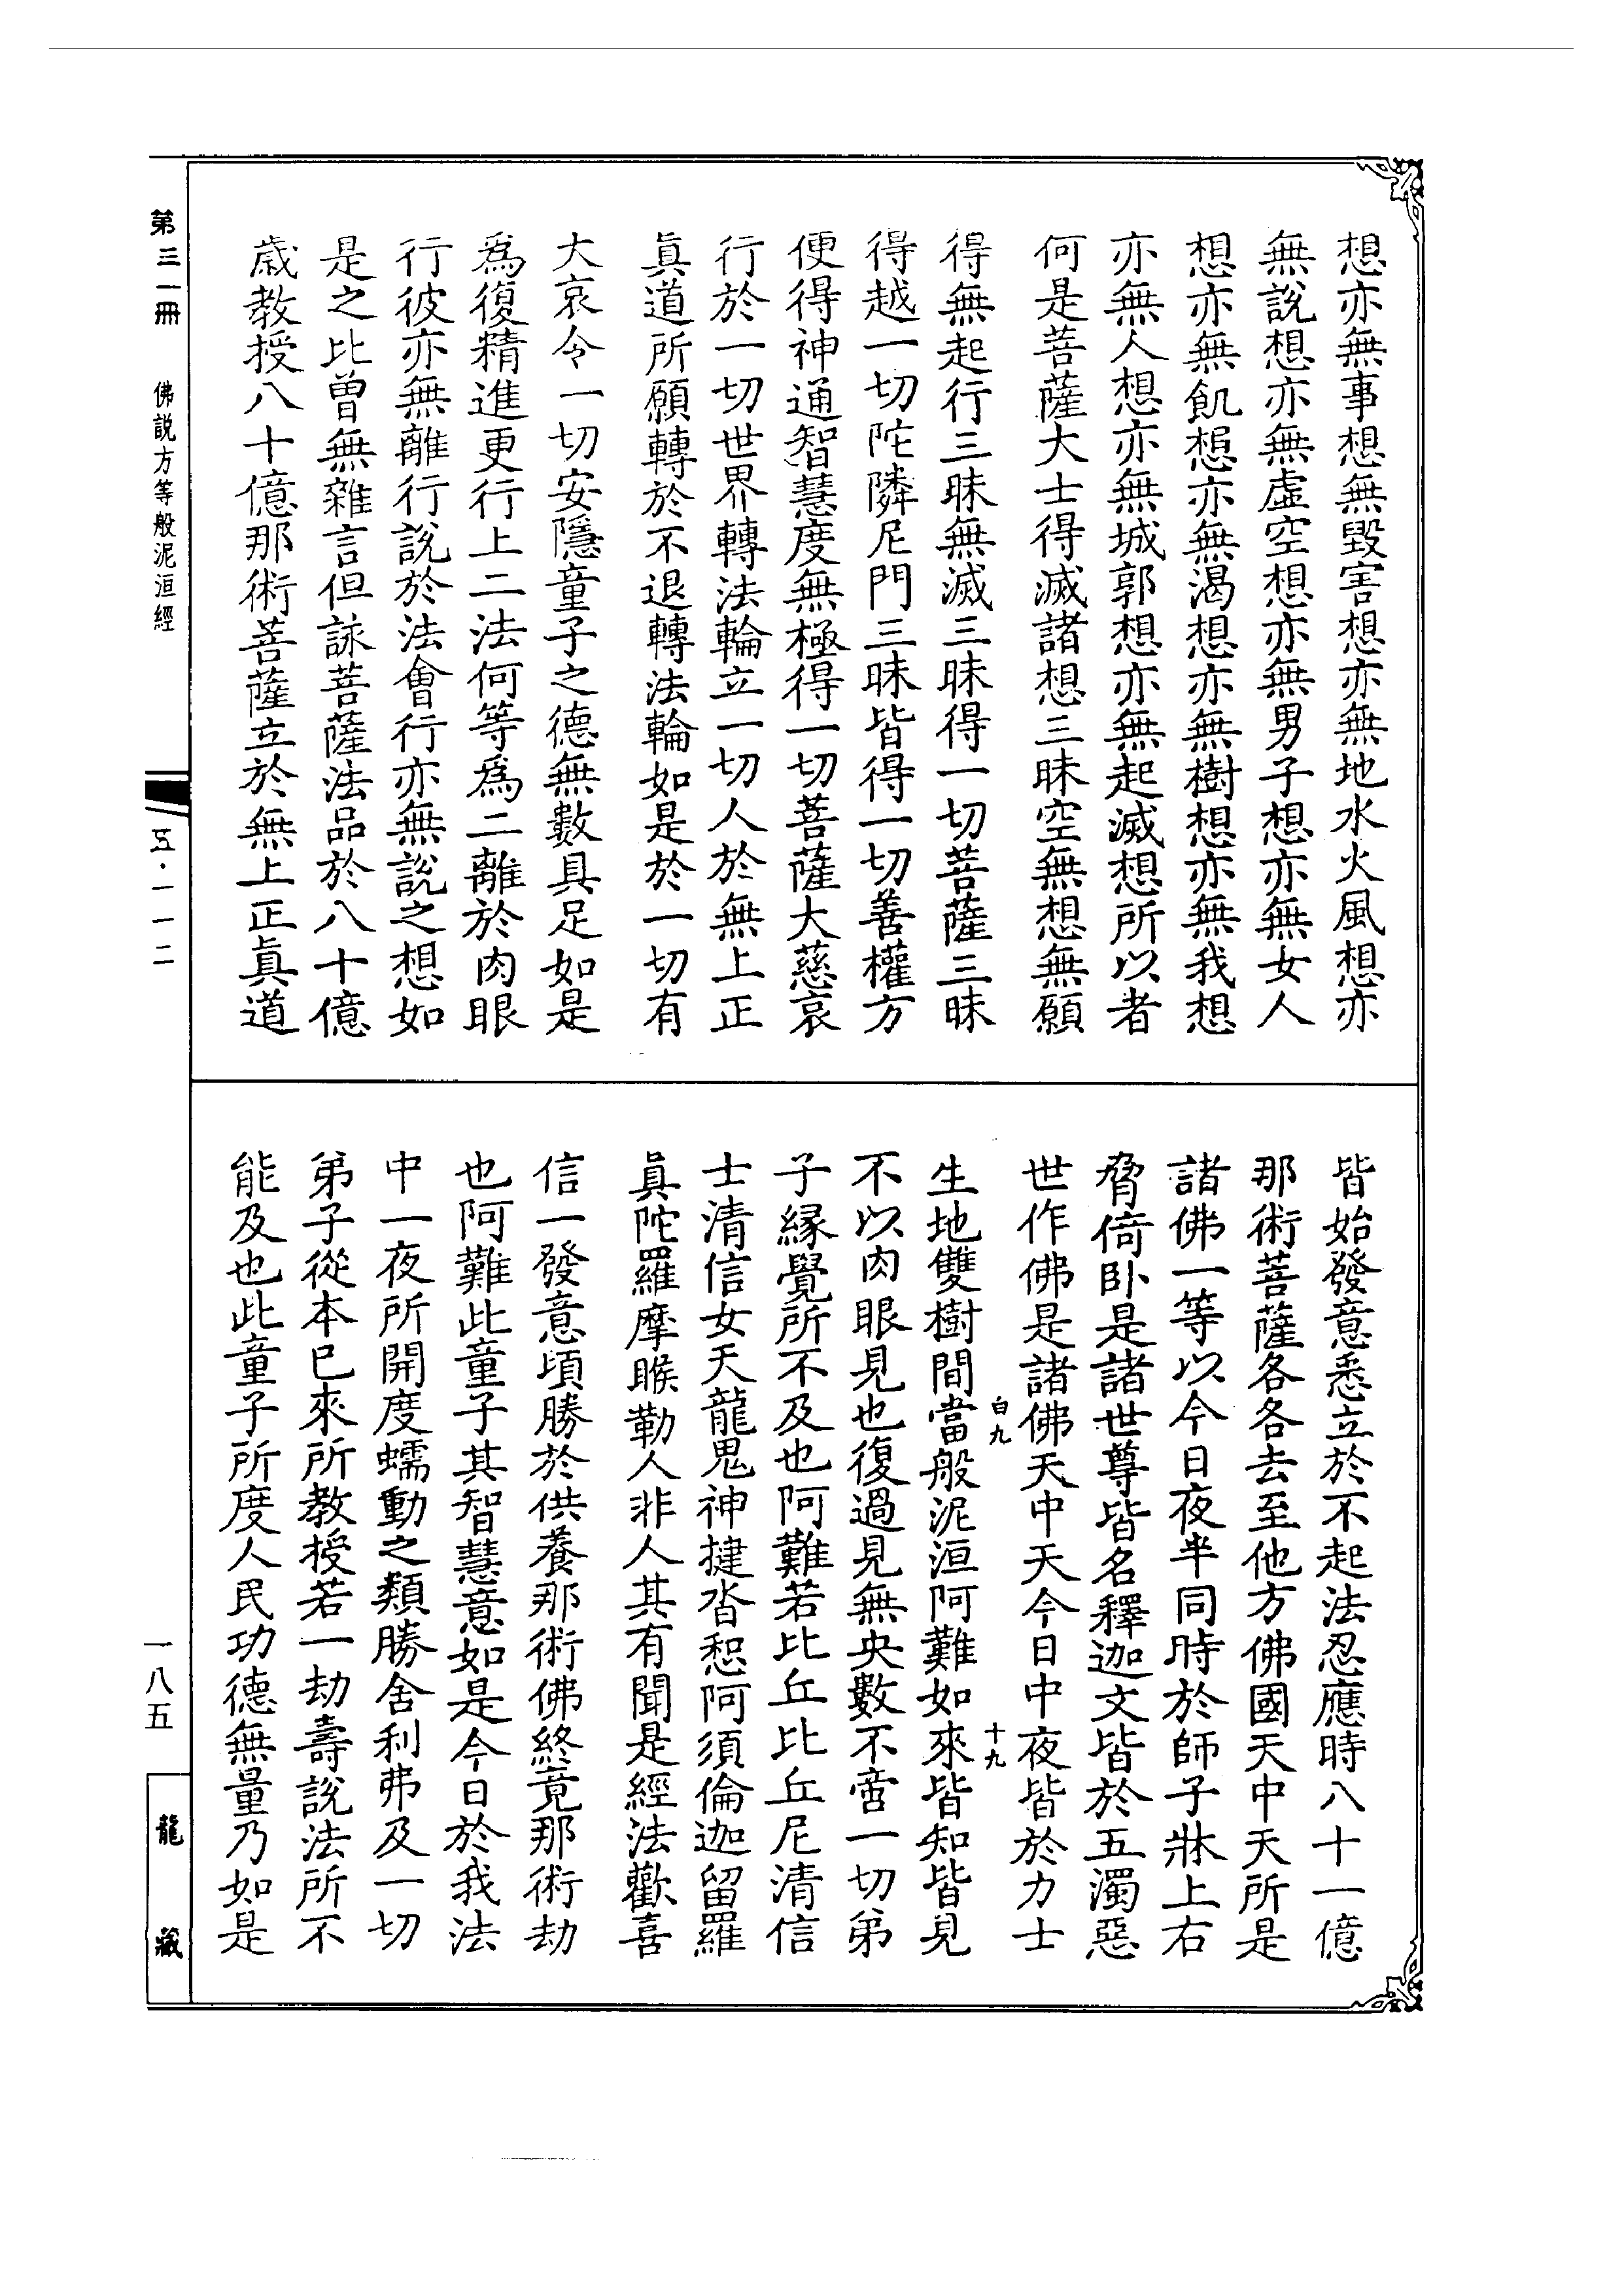 想亦無事想無毀害想亦無地水火風想亦
無說想亦無虛空想亦無男子想亦無女人
想亦無飢想亦無渴想亦無樹想亦無我想
亦無人想亦無城郭想亦無起滅想所以者
何是菩薩大士得滅諸想三昧空無想無願
得無起行三昧無滅三昧得一切菩薩三昧
得越一切陀隣尼門三昧皆得一切善權方
便得神通智慧度無極得一切菩薩大慈哀
行於一切世界轉法輪立一切人於無上正
眞道所願轉於不退轉法輪如是於一切有
大哀令一切安隱童子之德無數具足如是
爲復精進更行上二法何等爲二離於肉眼
行彼亦無離行說於法會行亦無說之想如
是之比曾無雜言但詠菩薩法品於八十億
歲教授八十億那術菩薩立於無上正眞道
皆始發意悉立於不起法忍應時八十一億
那術菩薩各各去至他方佛國天中天所是
諸佛一等以今日夜半同時於師子牀上右
脅倚卧是諸世尊皆名釋迦文皆於五濁惡
世作佛是諸佛天中天今日中夜皆於力士
生地雙樹間當般泥洹阿難如來皆知皆見
不以肉眼見也復過見無央數不啻一切弟
子緣覺所不及也阿難若比丘比丘尼清信
士清信女天龍鬼神揵沓惒阿須倫迦留羅
眞陀羅摩睺勒人非人其有聞是經法歡喜
信一發意頃勝於供養那術佛終竟那術劫
也阿難此童子其智慧意如是今日於我法
中一夜所開度蠕動之類勝舍利弗及一切
弟子從本已來所教授若一劫壽說法所不
能及也此童子所度人民功德無量乃如是
白九
十九
第三一冊
佛説方等般泥洹經
五·一一二
一八五
龍藏